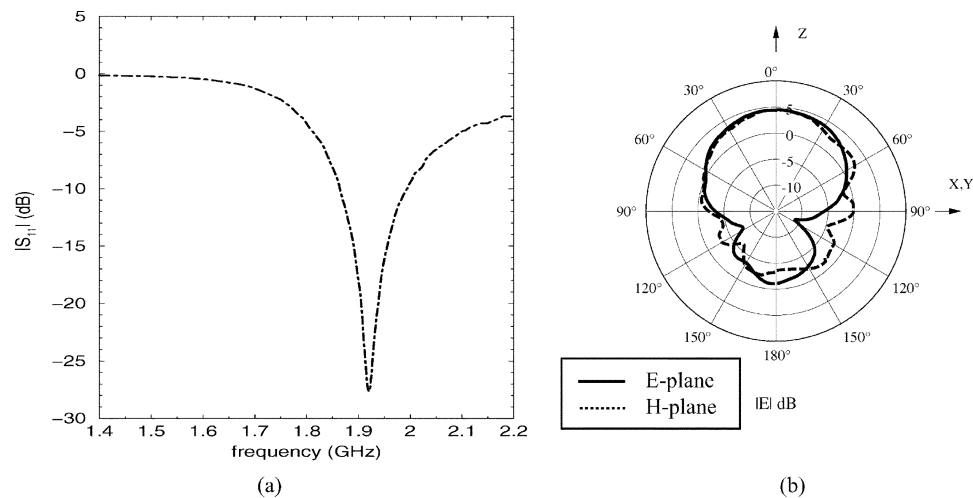 5
0
−5
−10
−15
−20
−25
−30
|S11| (dB)
1.4 1.5 1.6 1.7 1.8 1.9 2 2.1 2.2
frequency (GHz)
(a)
Z
0°
30° 30°
60° 60°
90° 90°
X,Y
120° 120°
150° 150°
180°
5
0
-5
-10
E-plane
H-plane
|E| dB
(b)